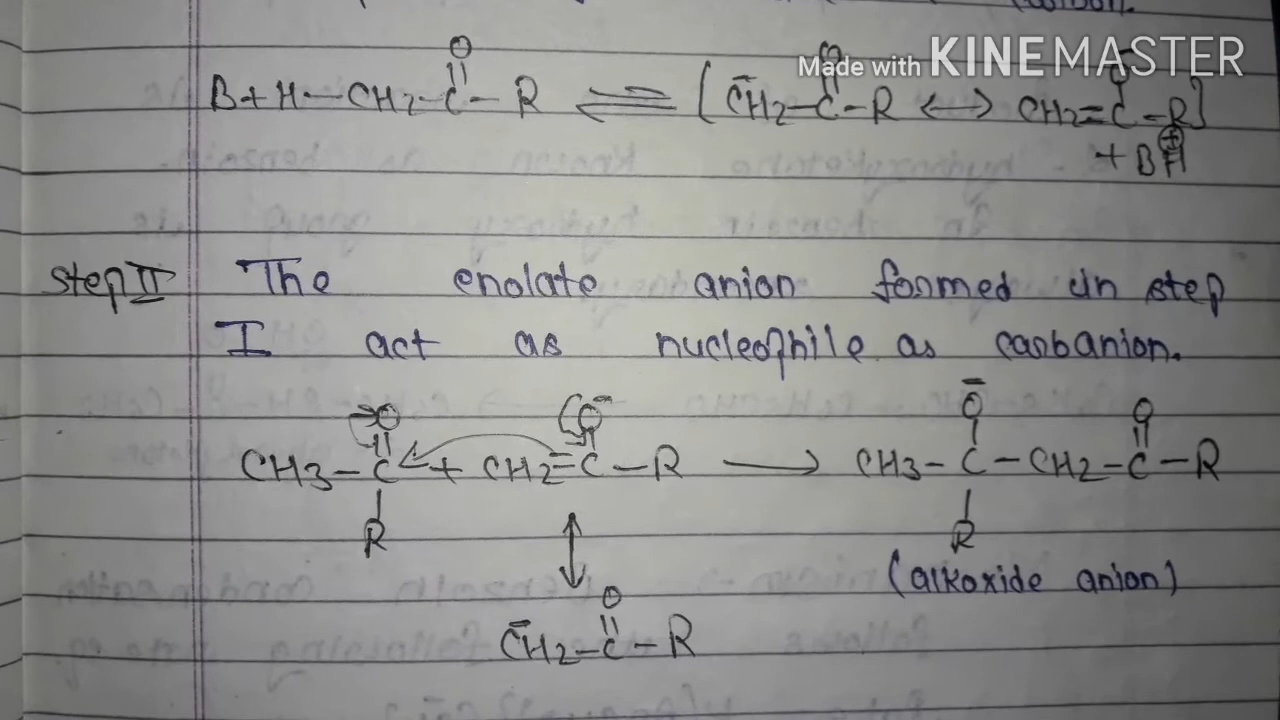 Made with KINEMASTER
O O O⁻
B + H—CH2—C—R ⇌ [C̄H2—C—R ↔ CH2=C—R]
+ BH⊕
Step II The enolate anion formed in step
I act as nucleophile as carbanion.
O O⁻ O⁻ O
CH3—C + CH2=C—R → CH3—C—CH2—C—R
R R
(alkoxide anion)
O
C̄H2—C—R